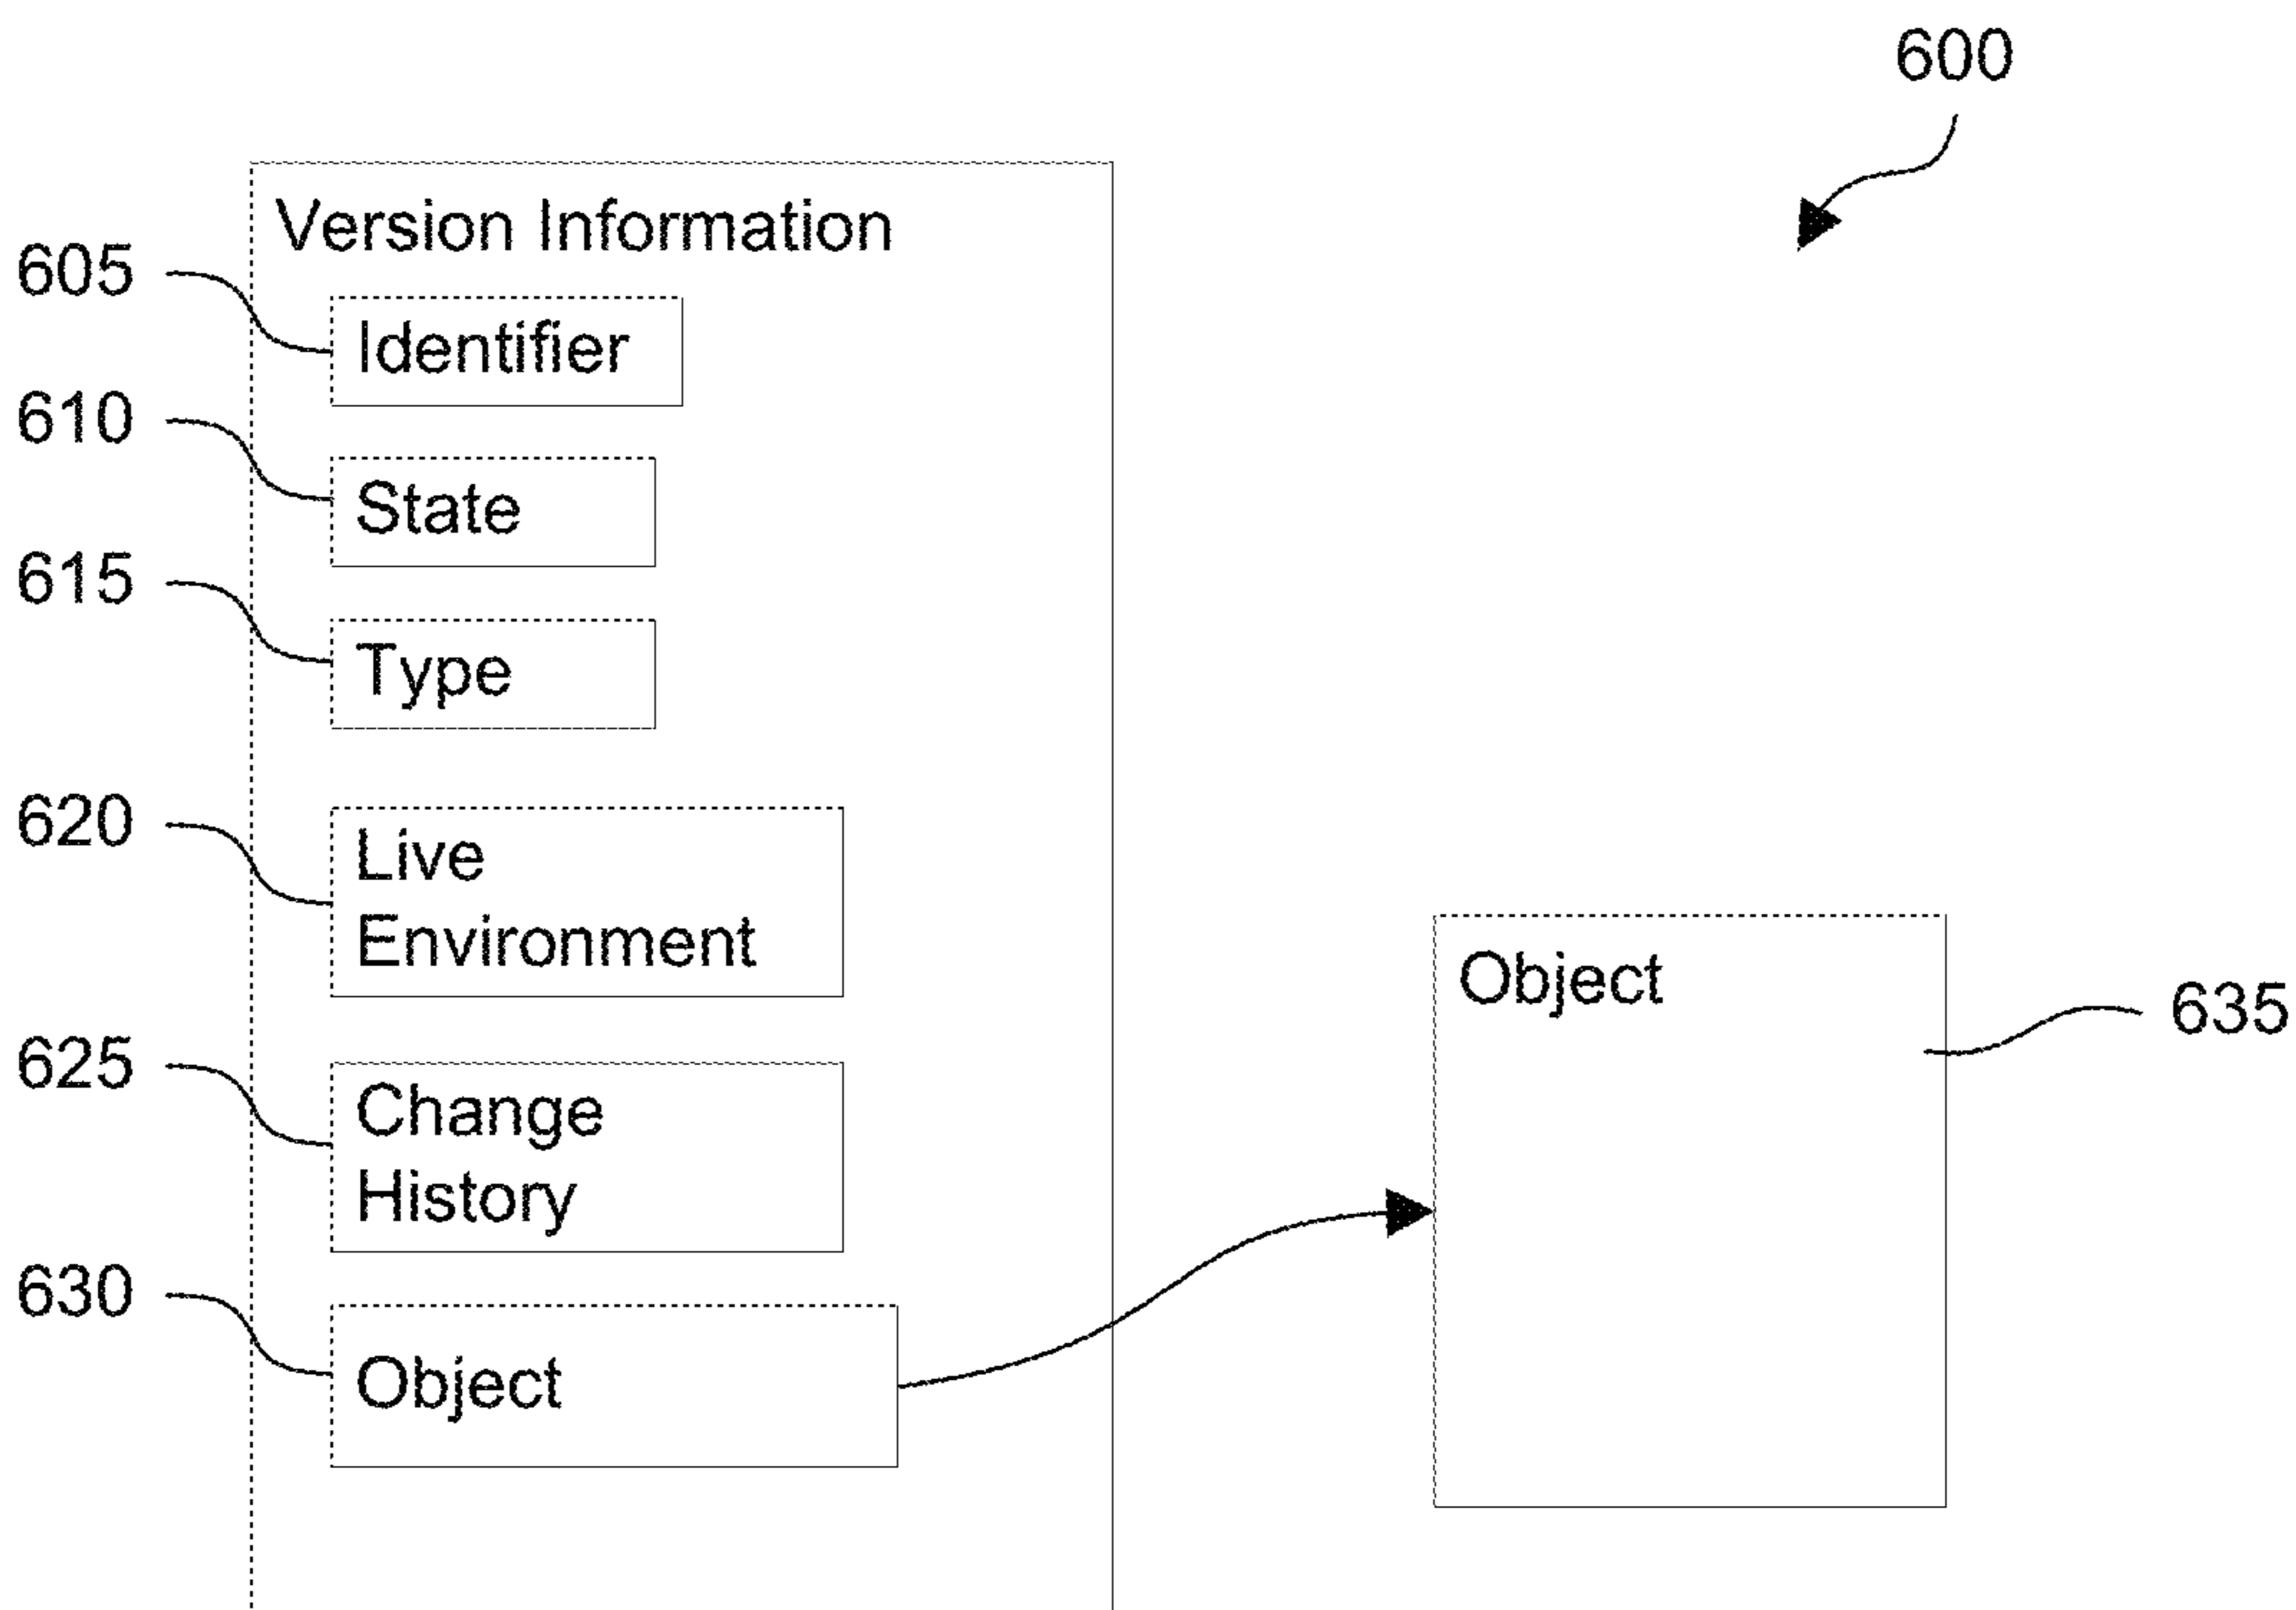 600
Version Information
605
Identifier
610
State
615
Type
620
Live
Environment
625
Change
History
630
Object
Object
635